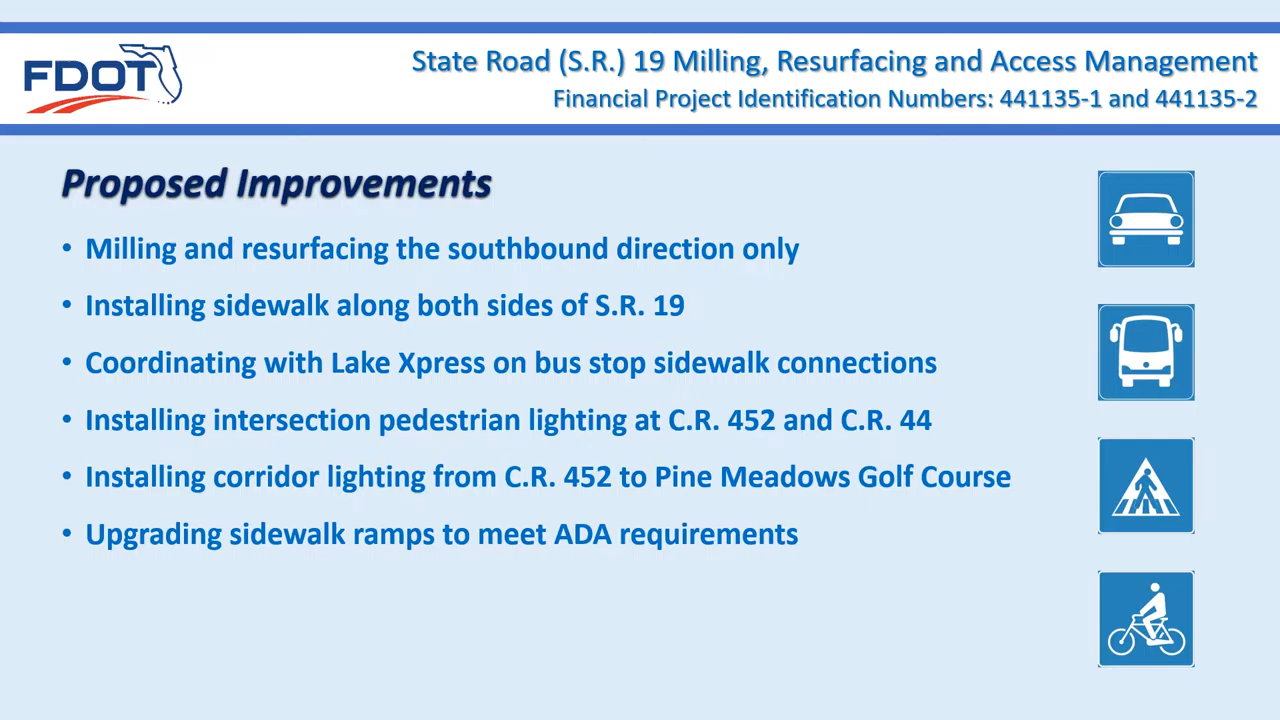 FDOT
State Road (S.R.) 19 Milling, Resurfacing and Access Management
Financial Project Identification Numbers: 441135-1 and 441135-2
Proposed Improvements
• Milling and resurfacing the southbound direction only
• Installing sidewalk along both sides of S.R. 19
• Coordinating with Lake Xpress on bus stop sidewalk connections
• Installing intersection pedestrian lighting at C.R. 452 and C.R. 44
• Installing corridor lighting from C.R. 452 to Pine Meadows Golf Course
• Upgrading sidewalk ramps to meet ADA requirements